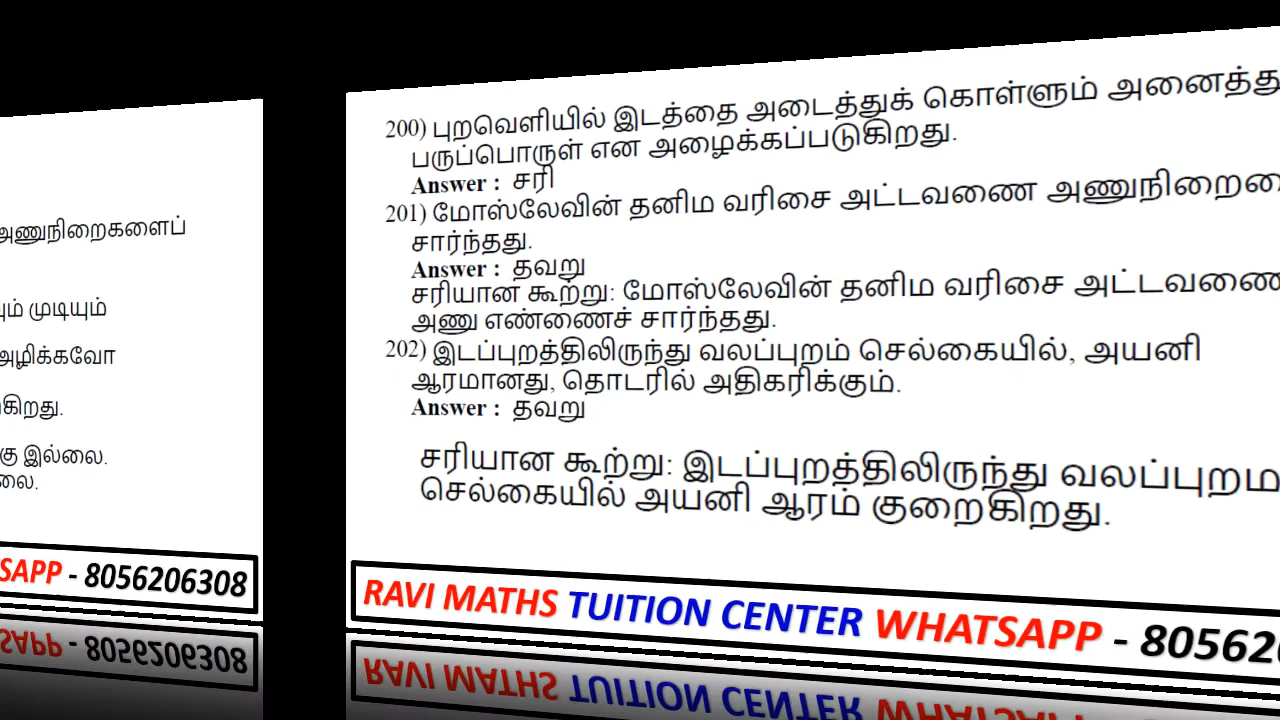 அணுநிறைகளைப்
முடியும்
அழிக்கவோ
இல்லை.
- 8056206308
200) புறவெளியில் இடத்தை அடைத்துக் கொள்ளும் அனைத்து
பருப்பொருள் என அழைக்கப்படுகிறது.
Answer : சரி
201) மோஸ்லேவின் தனிம வரிசை அட்டவணை
சார்ந்தது.
Answer : தவறு
சரியான கூற்று: மோஸ்லேவின் தனிம வரிசை அட்டவணை
அணு எண்ணைச் சார்ந்தது.
202) இடப்புறத்திலிருந்து வலப்புறம் செல்கையில், அயனி
ஆரமானது, தொடரில் அதிகரிக்கும்.
Answer : தவறு
சரியான கூற்று: இடப்புறத்திலிருந்து வலப்புறம
செல்கையில் அயனி ஆரம் குறைகிறது.
RAVI MATHS TUITION CENTER WHATSAPP - 80562